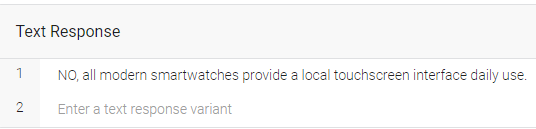 Text Response
1 NO, all modern smartwatches provide a local touchscreen interface daily use.
2 Enter a text response variant